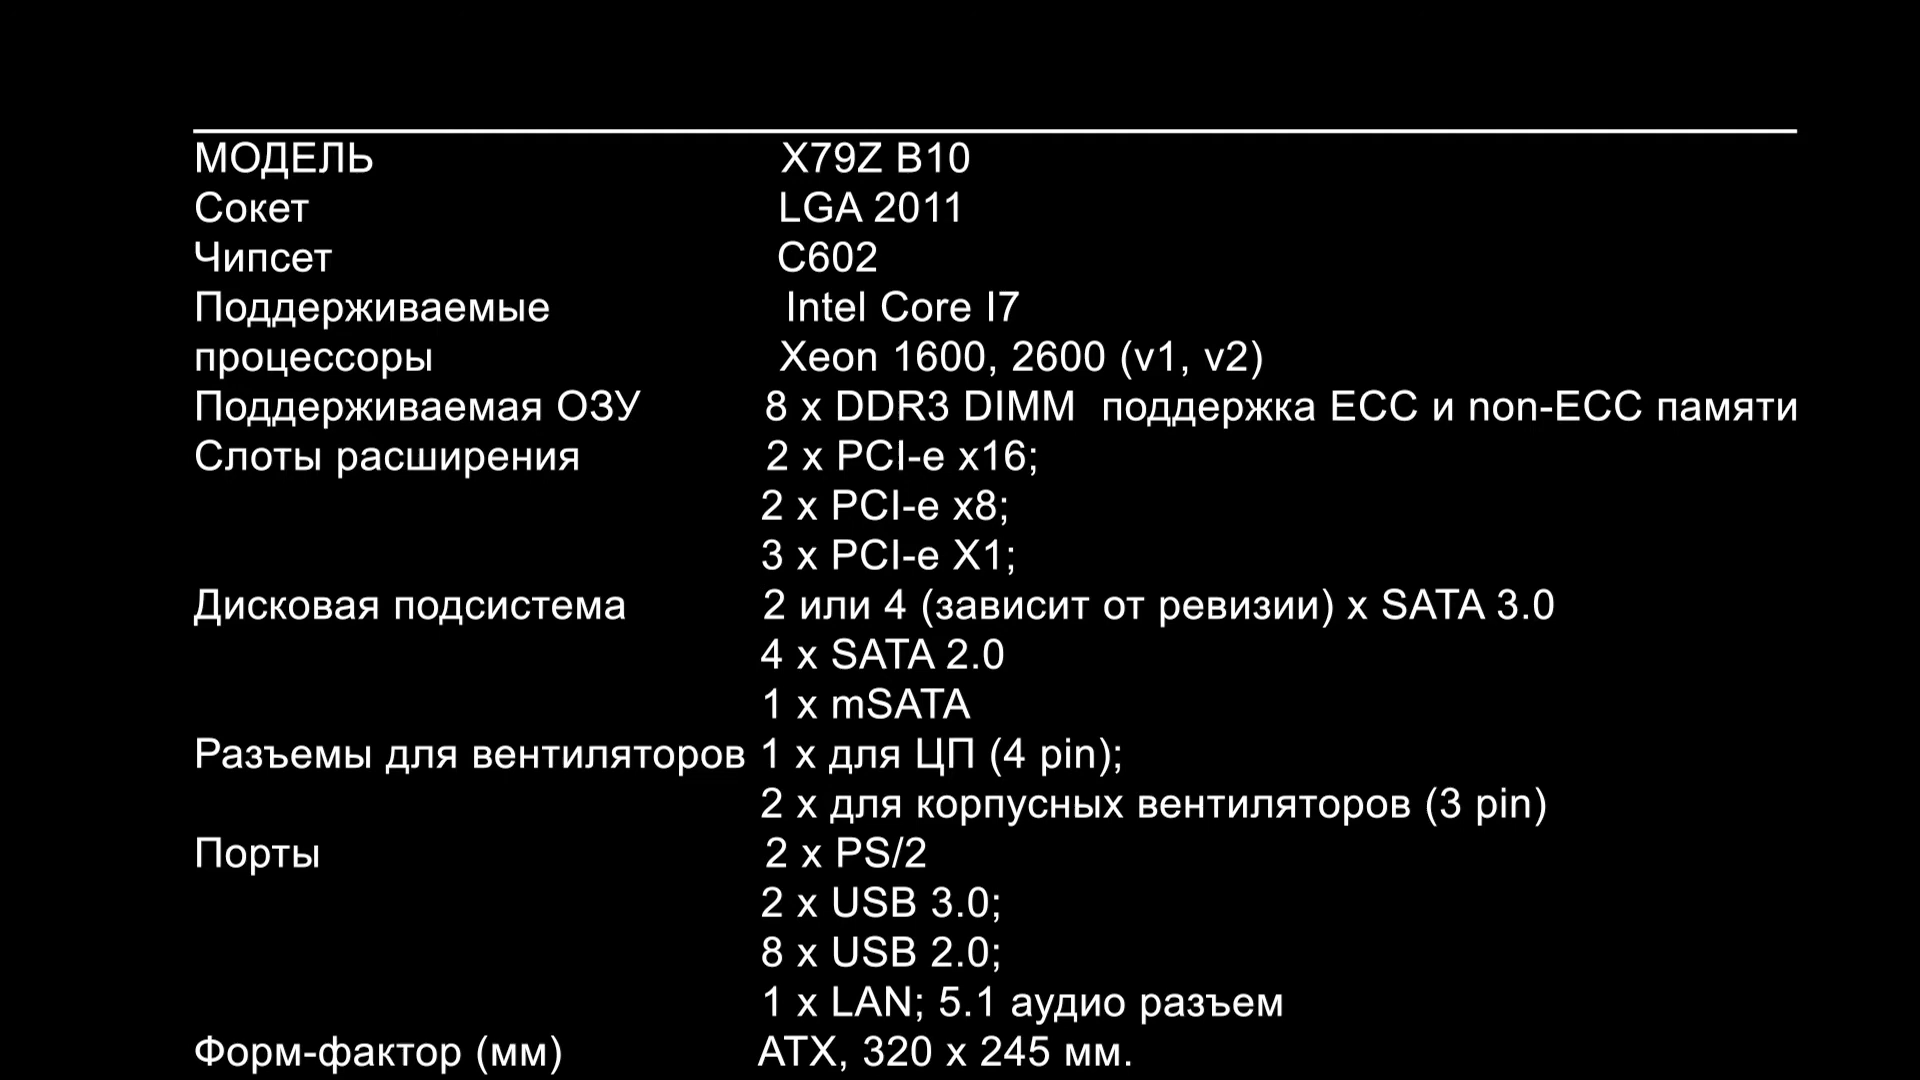 МОДЕЛЬ X79Z B10
Сокет LGA 2011
Чипсет C602
Поддерживаемые Intel Core I7
процессоры Xeon 1600, 2600 (v1, v2)
Поддерживаемая ОЗУ 8 x DDR3 DIMM поддержка ECC и non-ECC памяти
Слоты расширения 2 x PCI-e x16;
2 x PCI-e x8;
3 x PCI-e X1;
Дисковая подсистема 2 или 4 (зависит от ревизии) x SATA 3.0
4 x SATA 2.0
1 x mSATA
Разъемы для вентиляторов 1 x для ЦП (4 pin);
2 x для корпусных вентиляторов (3 pin)
Порты 2 x PS/2
2 x USB 3.0;
8 x USB 2.0;
1 x LAN; 5.1 аудио разъем
Форм-фактор (мм) ATX, 320 x 245 мм.